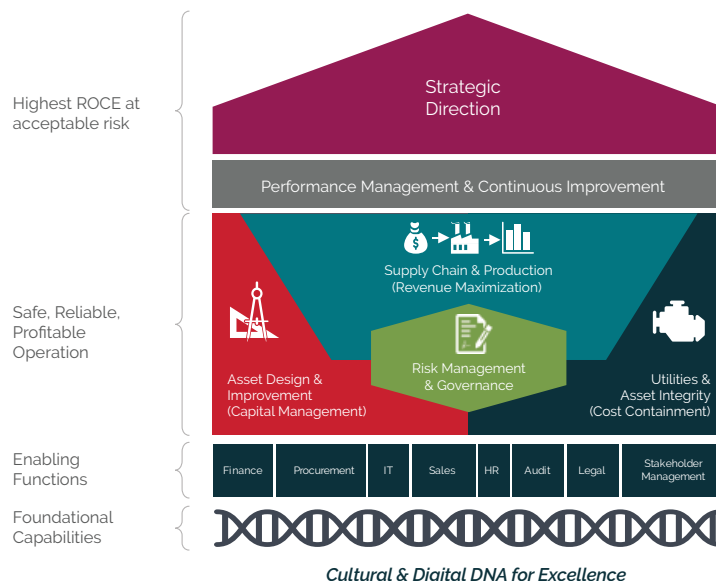 Highest ROCE at
acceptable risk
Strategic
Direction
Performance Management & Continuous Improvement
Safe, Reliable,
Profitable
Operation
$
Supply Chain & Production
(Revenue Maximization)
Asset Design &
Improvement
(Capital Management)
Risk Management
& Governance
Utilities &
Asset Integrity
(Cost Containment)
Enabling
Functions
Finance
Procurement
IT
Sales
HR
Audit
Legal
Stakeholder
Management
Foundational
Capabilities
Cultural & Digital DNA for Excellence